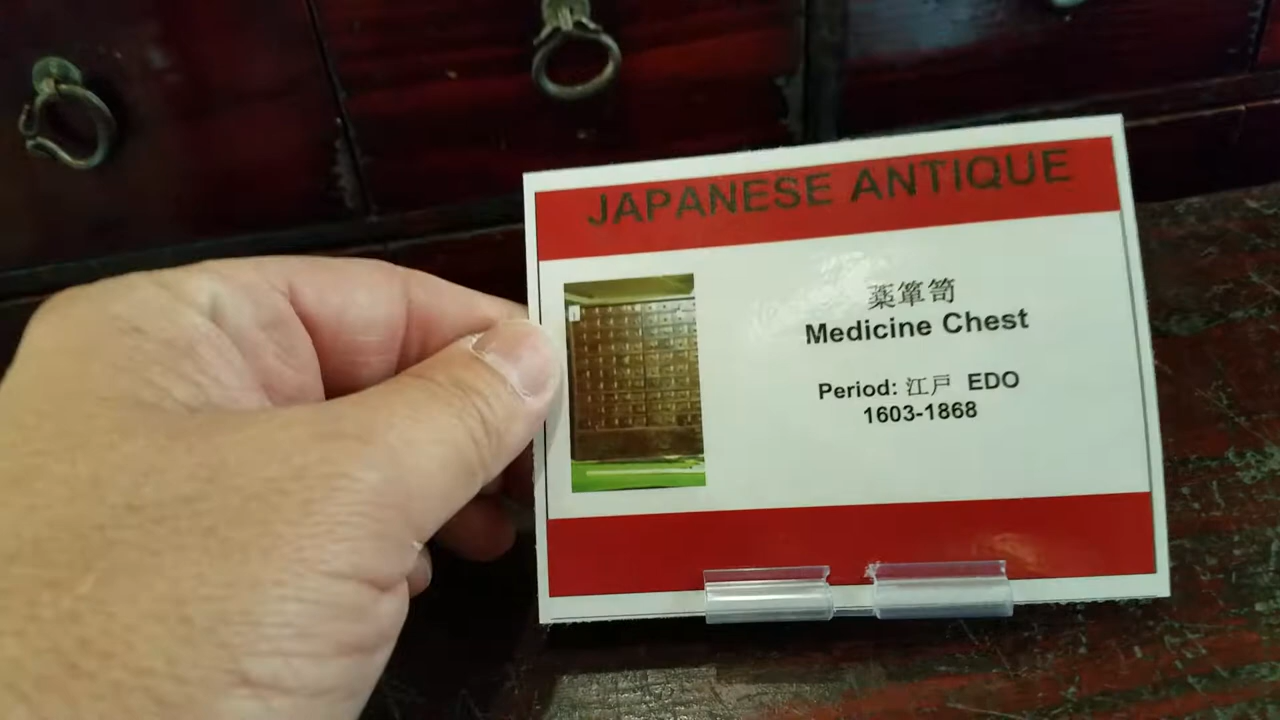 JAPANESE ANTIQUE
薬箪笥
Medicine Chest
Period: 江戸 EDO
1603-1868